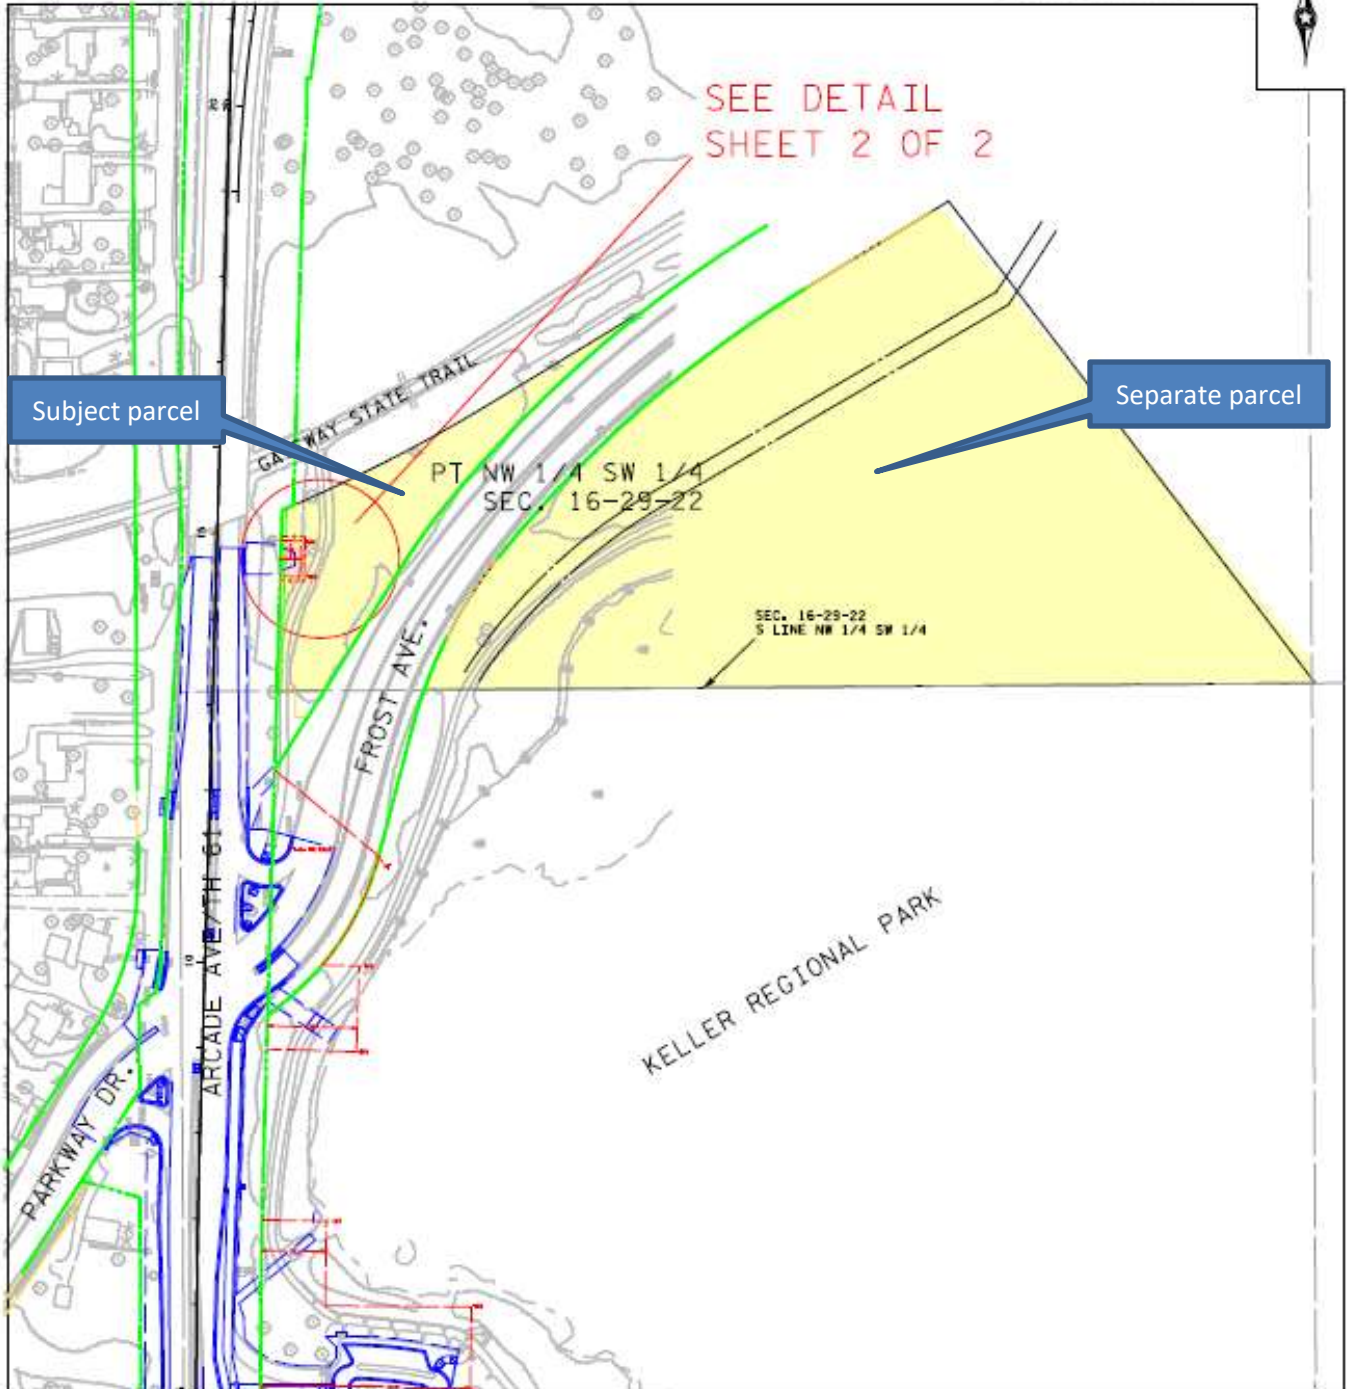 SEE DETAIL
SHEET 2 OF 2
GATEWAY STATE TRAIL
Subject parcel
Separate parcel
PT NW 1/4 SW 1/4
SEC. 16-29-22
SEC. 16-29-22
S LINE NW 1/4 SW 1/4
FROST AVE.
ARCADE AVE/TH 61
KELLER REGIONAL PARK
PARKWAY DR.
10